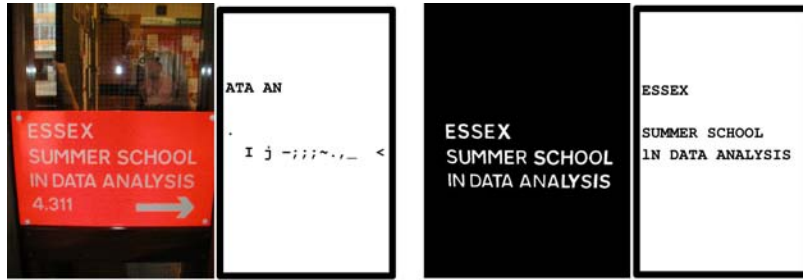 ESSEX
SUMMER SCHOOL
IN DATA ANALYSIS
4.311
ATA AN
.
I j ~;;;~.,_ <
ESSEX
SUMMER SCHOOL
IN DATA ANALYSIS
ESSEX
SUMMER SCHOOL
lN DATA ANALYSIS